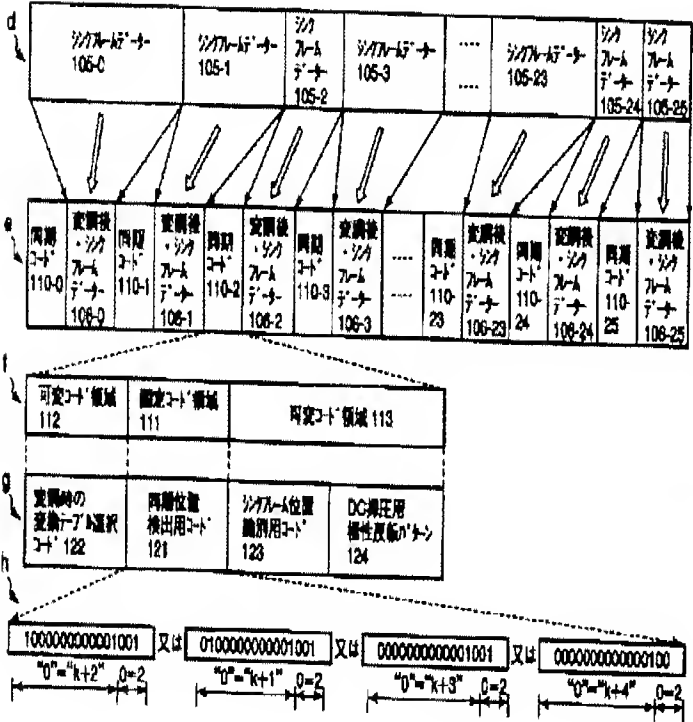 d
シンクフレームデーター
105-0
シンクフレームデーター
105-1
シンク
フレーム
データー
105-2
シンクフレームデーター
105-3
....
....
シンクフレームデーター
105-23
シンク
フレーム
データー
105-24
シンク
フレーム
データー
105-25
e
同期
コード
110-0
変調後
・シンク
フレーム
データー
106-0
同期
コード
110-1
変調後
・シンク
フレーム
データー
106-1
同期
コード
110-2
変調後
・シンク
フレーム
データー
106-2
同期
コード
110-3
変調後
・シンク
フレーム
データー
106-3
....
....
同期
コード
110-
23
変調後
・シンク
フレーム
データー
106-23
同期
コード
110-
24
変調後
・シンク
フレーム
データー
106-24
同期
コード
110-
25
変調後
・シンク
フレーム
データー
106-25
f
可変コード領域
112
固定コード領域
111
可変コード領域 113
g
変調時の
変換テーブル選択
コード 122
同期位置
検出用コード
121
シンクフレーム位置
識別用コード
123
DC抑圧用
極性反転パターン
124
h
1000000000001001 又は 0100000000001001 又は 0000000000001001 又は 0000000000000100
"0"="k+2" 0=2 "0"="k+1" 0=2 "0"="k+3" 0=2 "0"="k+4" 0=2